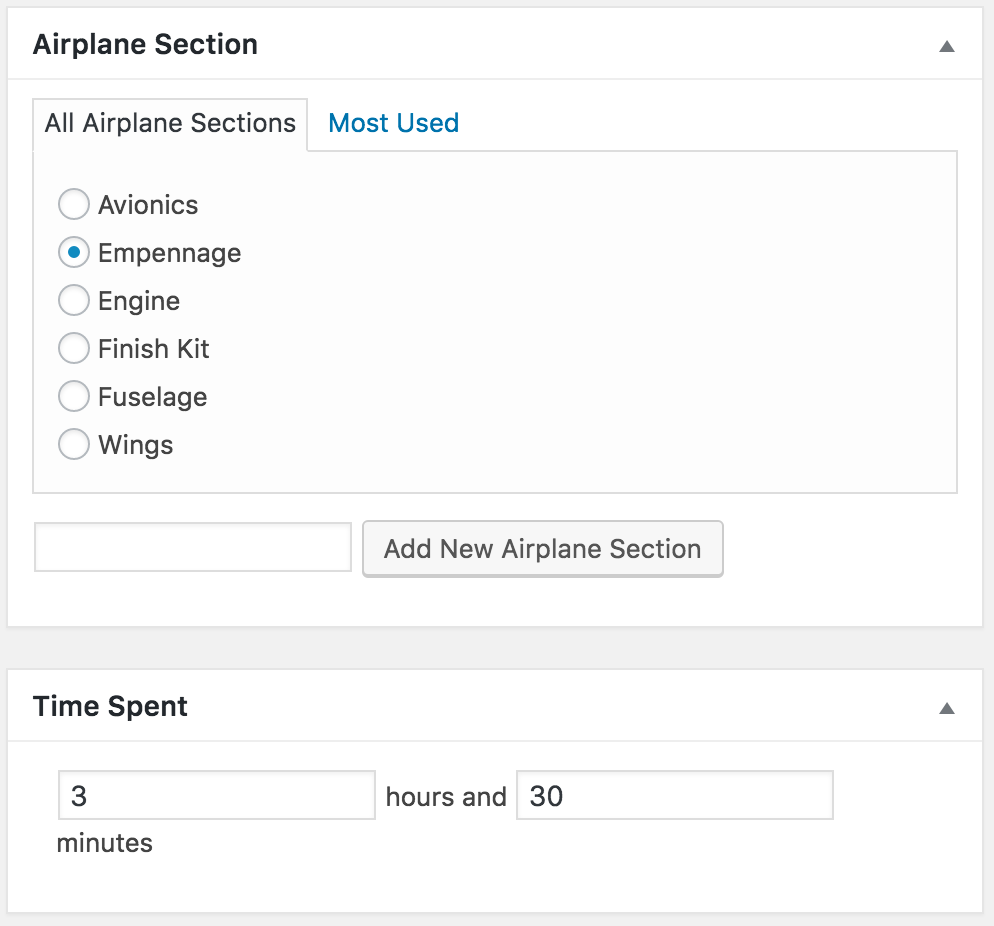 Airplane Section
All Airplane Sections Most Used
Avionics
Empennage
Engine
Finish Kit
Fuselage
Wings
Add New Airplane Section
Time Spent
3 hours and 30
minutes